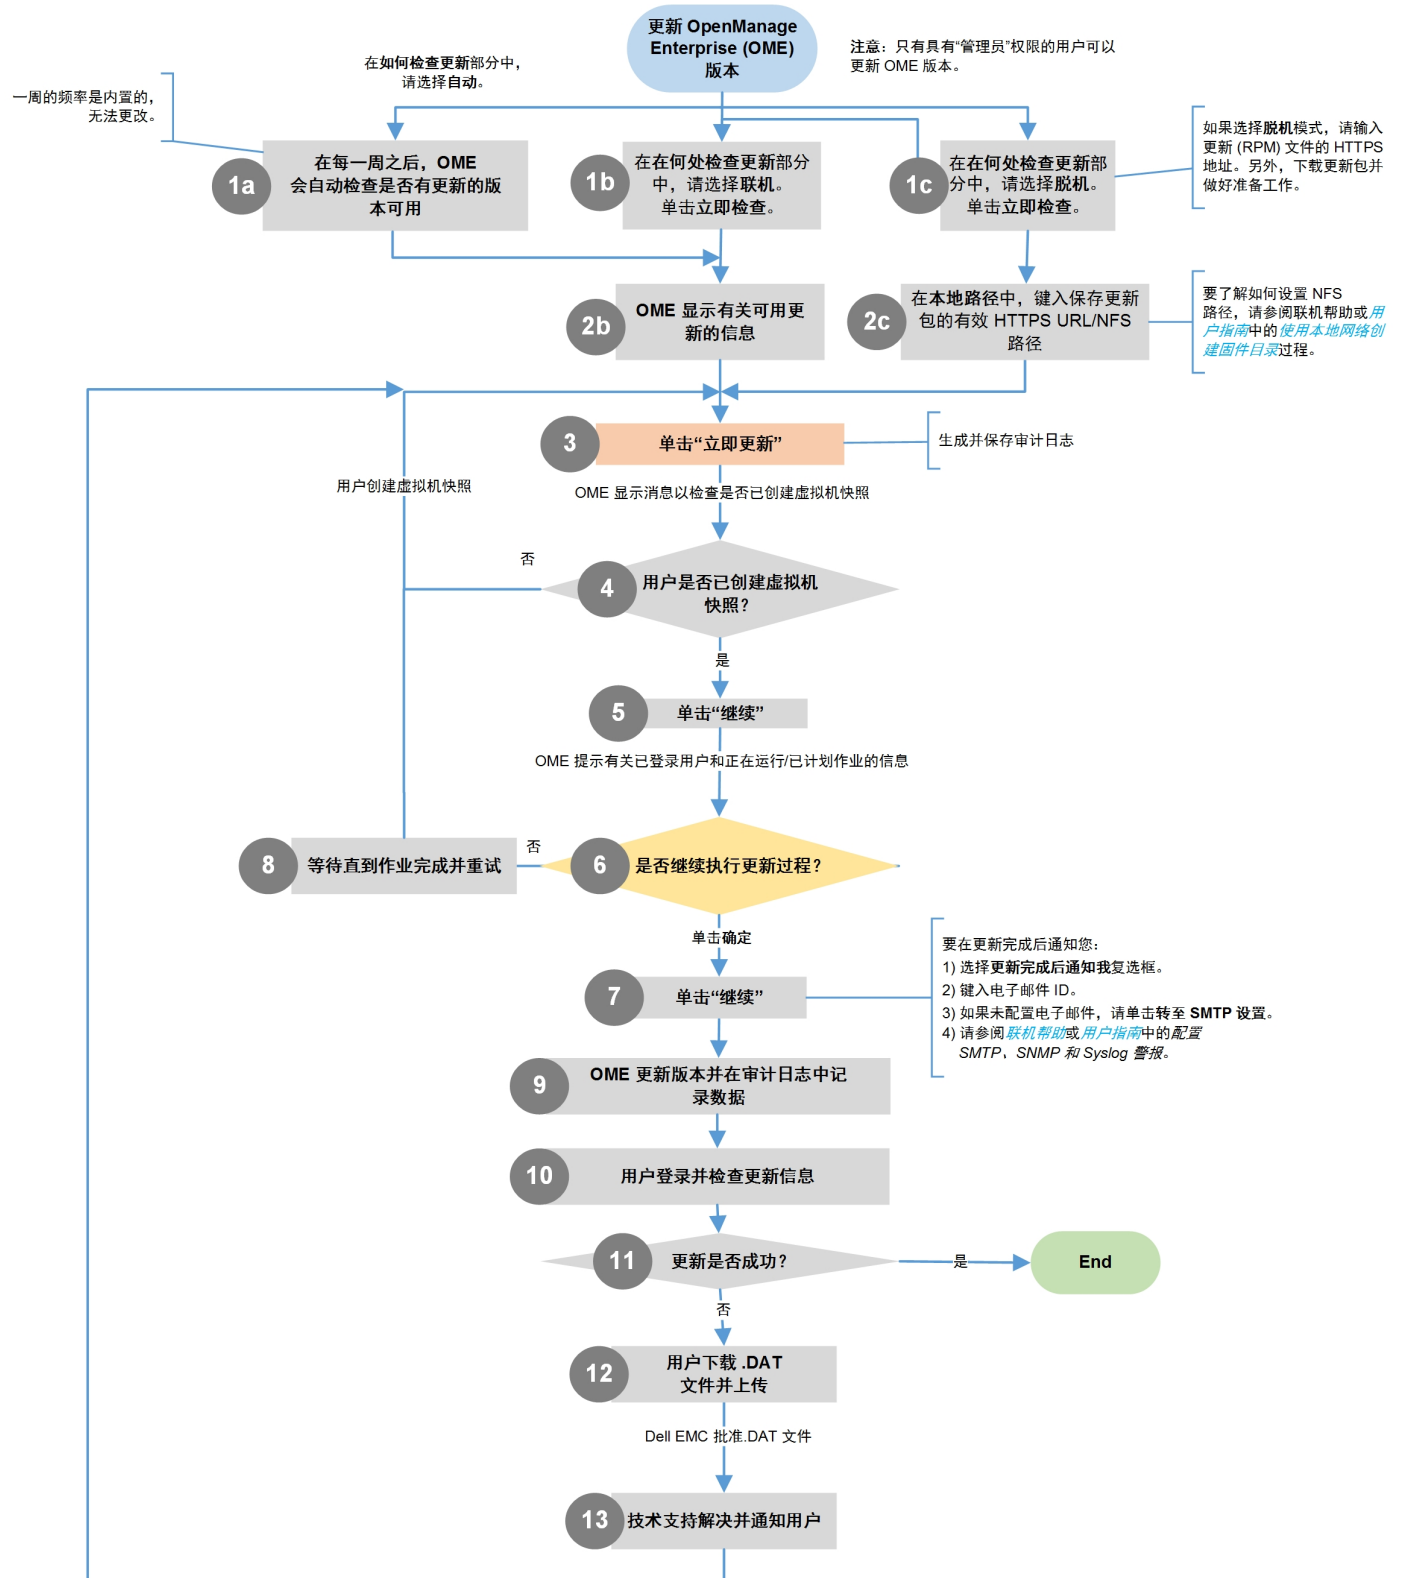 更新 OpenManage
Enterprise (OME)
版本
注意：只有具有“管理员”权限的用户可以
更新 OME 版本。
在如何检查更新部分中，
请选择自动。
一周的频率是内置的，
无法更改。
1a
在每一周之后，OME
会自动检查是否有更新的版
本可用
1b
在在何处检查更新部分
中，请选择联机。
单击立即检查。
1c
在在何处检查更新部
分中，请选择脱机。
单击立即检查。
如果选择脱机模式，请输入
更新 (RPM) 文件的 HTTPS
地址。另外，下载更新包并
做好准备工作。
2b
OME 显示有关可用更
新的信息
2c
在本地路径中，键入保存更新
包的有效 HTTPS URL/NFS
路径
要了解如何设置 NFS
路径，请参阅联机帮助或用
户指南中的使用本地网络创
建固件目录过程。
3
单击“立即更新”
生成并保存审计日志
用户创建虚拟机快照
OME 显示消息以检查是否已创建虚拟机快照
否
4
用户是否已创建虚拟机
快照？
是
5
单击“继续”
OME 提示有关已登录用户和正在运行/已计划作业的信息
8
等待直到作业完成并重试
否
6
是否继续执行更新过程？
单击确定
7
单击“继续”
要在更新完成后通知您：
1) 选择更新完成后通知我复选框。
2) 键入电子邮件 ID。
3) 如果未配置电子邮件，请单击转至 SMTP 设置。
4) 请参阅联机帮助或用户指南中的配置
SMTP、SNMP 和 Syslog 警报。
9
OME 更新版本并在审计日志中记
录数据
10
用户登录并检查更新信息
11
更新是否成功？
是
End
否
12
用户下载 .DAT
文件并上传
Dell EMC 批准.DAT 文件
13
技术支持解决并通知用户